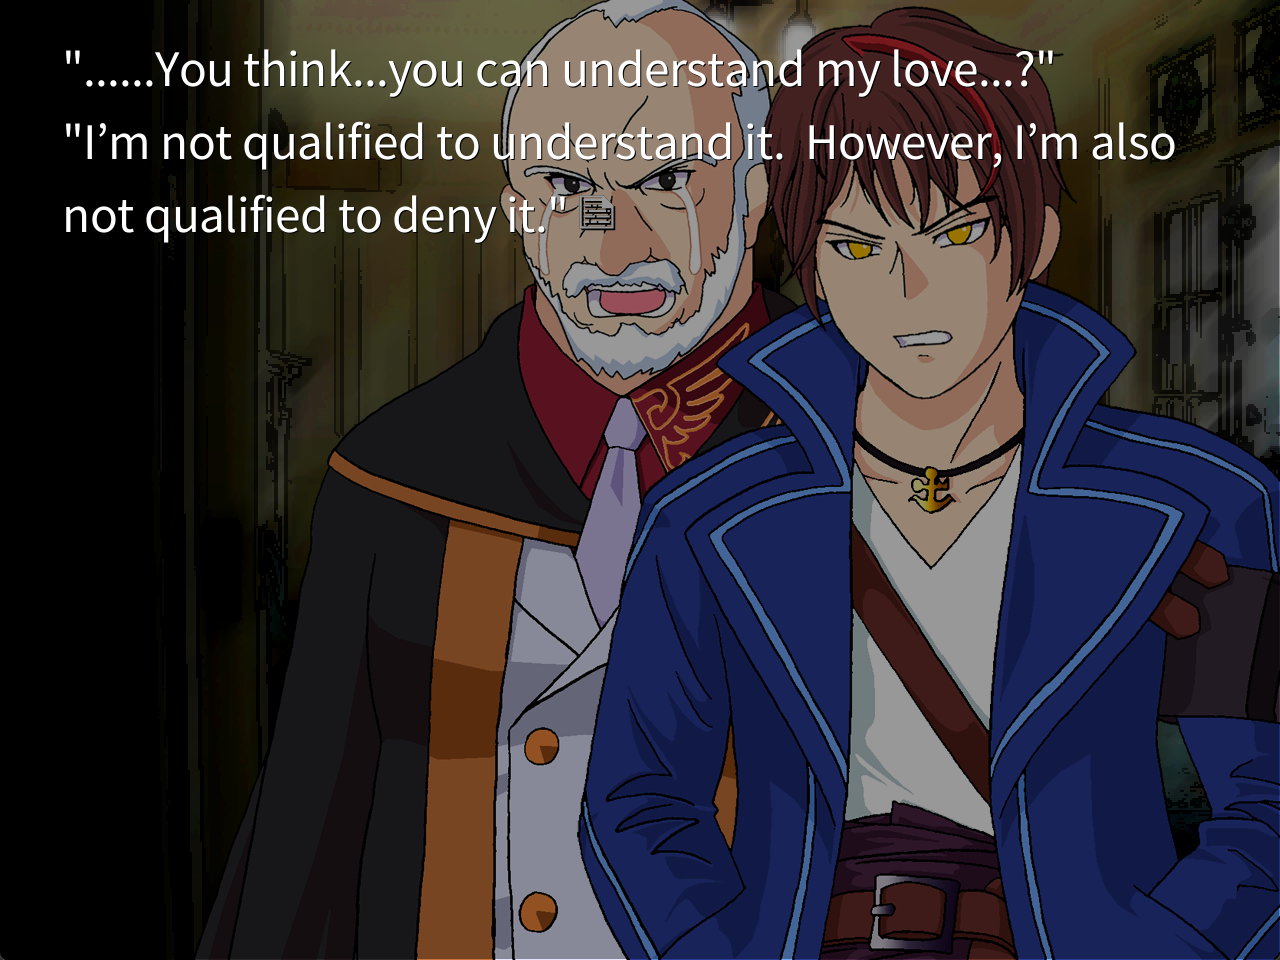 "......You think...you can understand my love...?"
"I’m not qualified to understand it.  However, I’m also
not qualified to deny it."